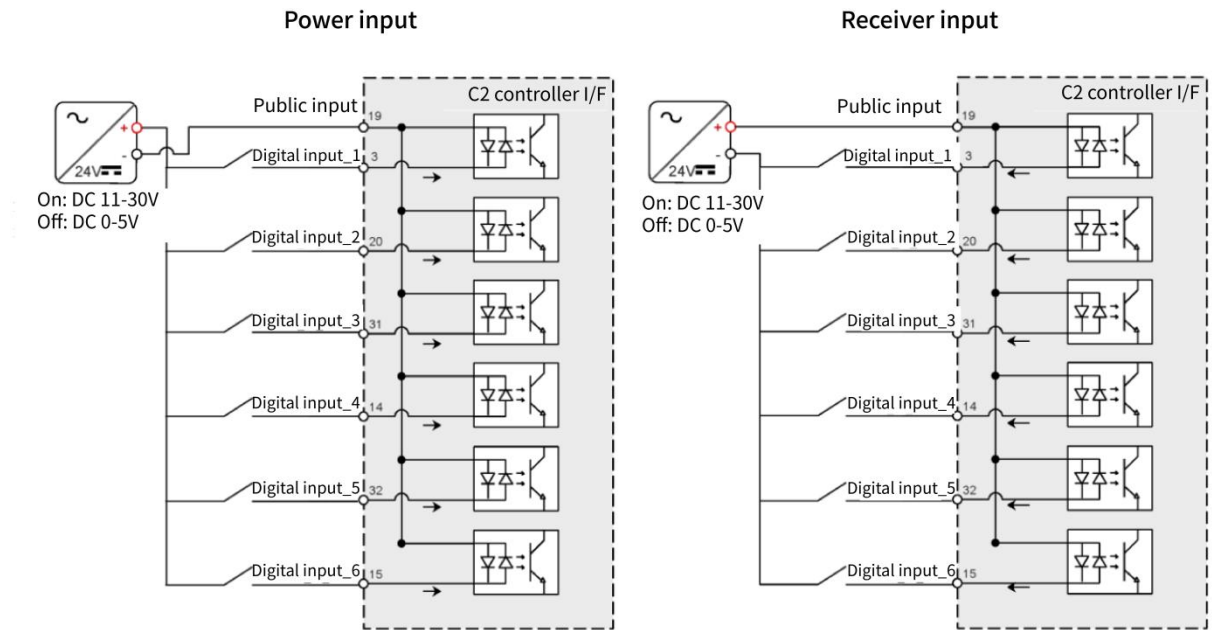 Power input
Receiver input
C2 controller I/F
Public input
19
+
-
24V
On: DC 11-30V
Off: DC 0-5V
Digital input_1
3
Digital input_2
20
Digital input_3
31
Digital input_4
14
Digital input_5
32
Digital input_6
15
C2 controller I/F
Public input
19
+
-
24V
On: DC 11-30V
Off: DC 0-5V
Digital input_1
3
Digital input_2
20
Digital input_3
31
Digital input_4
14
Digital input_5
32
Digital input_6
15